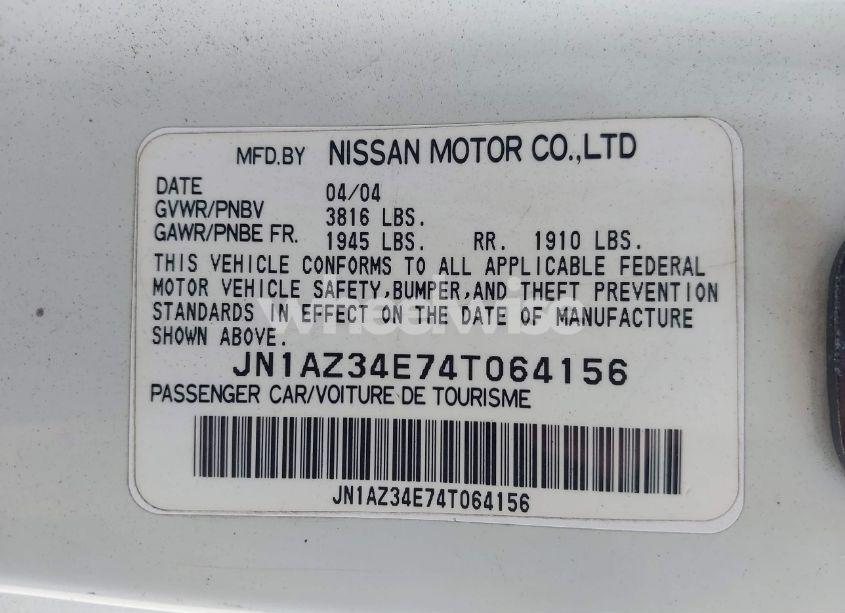 MFD.BY NISSAN MOTOR CO.,LTD
DATE 04/04
GVWR/PNBV 3816 LBS.
GAWR/PNBE FR. 1945 LBS. RR. 1910 LBS.
THIS VEHICLE CONFORMS TO ALL APPLICABLE FEDERAL
MOTOR VEHICLE SAFETY,BUMPER,AND THEFT PREVENTION
STANDARDS IN EFFECT ON THE DATE OF MANUFACTURE
SHOWN ABOVE.
wheelwise
JN1AZ34E74T064156
PASSENGER CAR/VOITURE DE TOURISME
JN1AZ34E74T064156